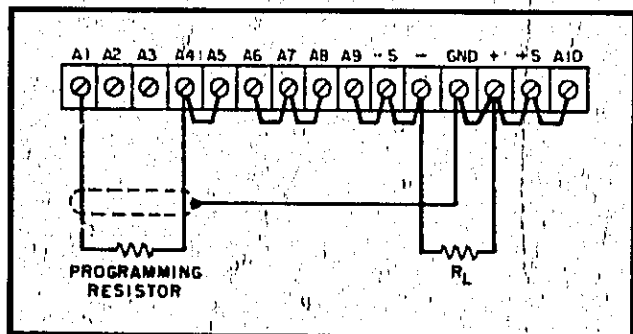 A1 A2 A3 A4 A5 A6 A7 A8 A9 -S - GND + +S A10
PROGRAMMING
RESISTOR
RL